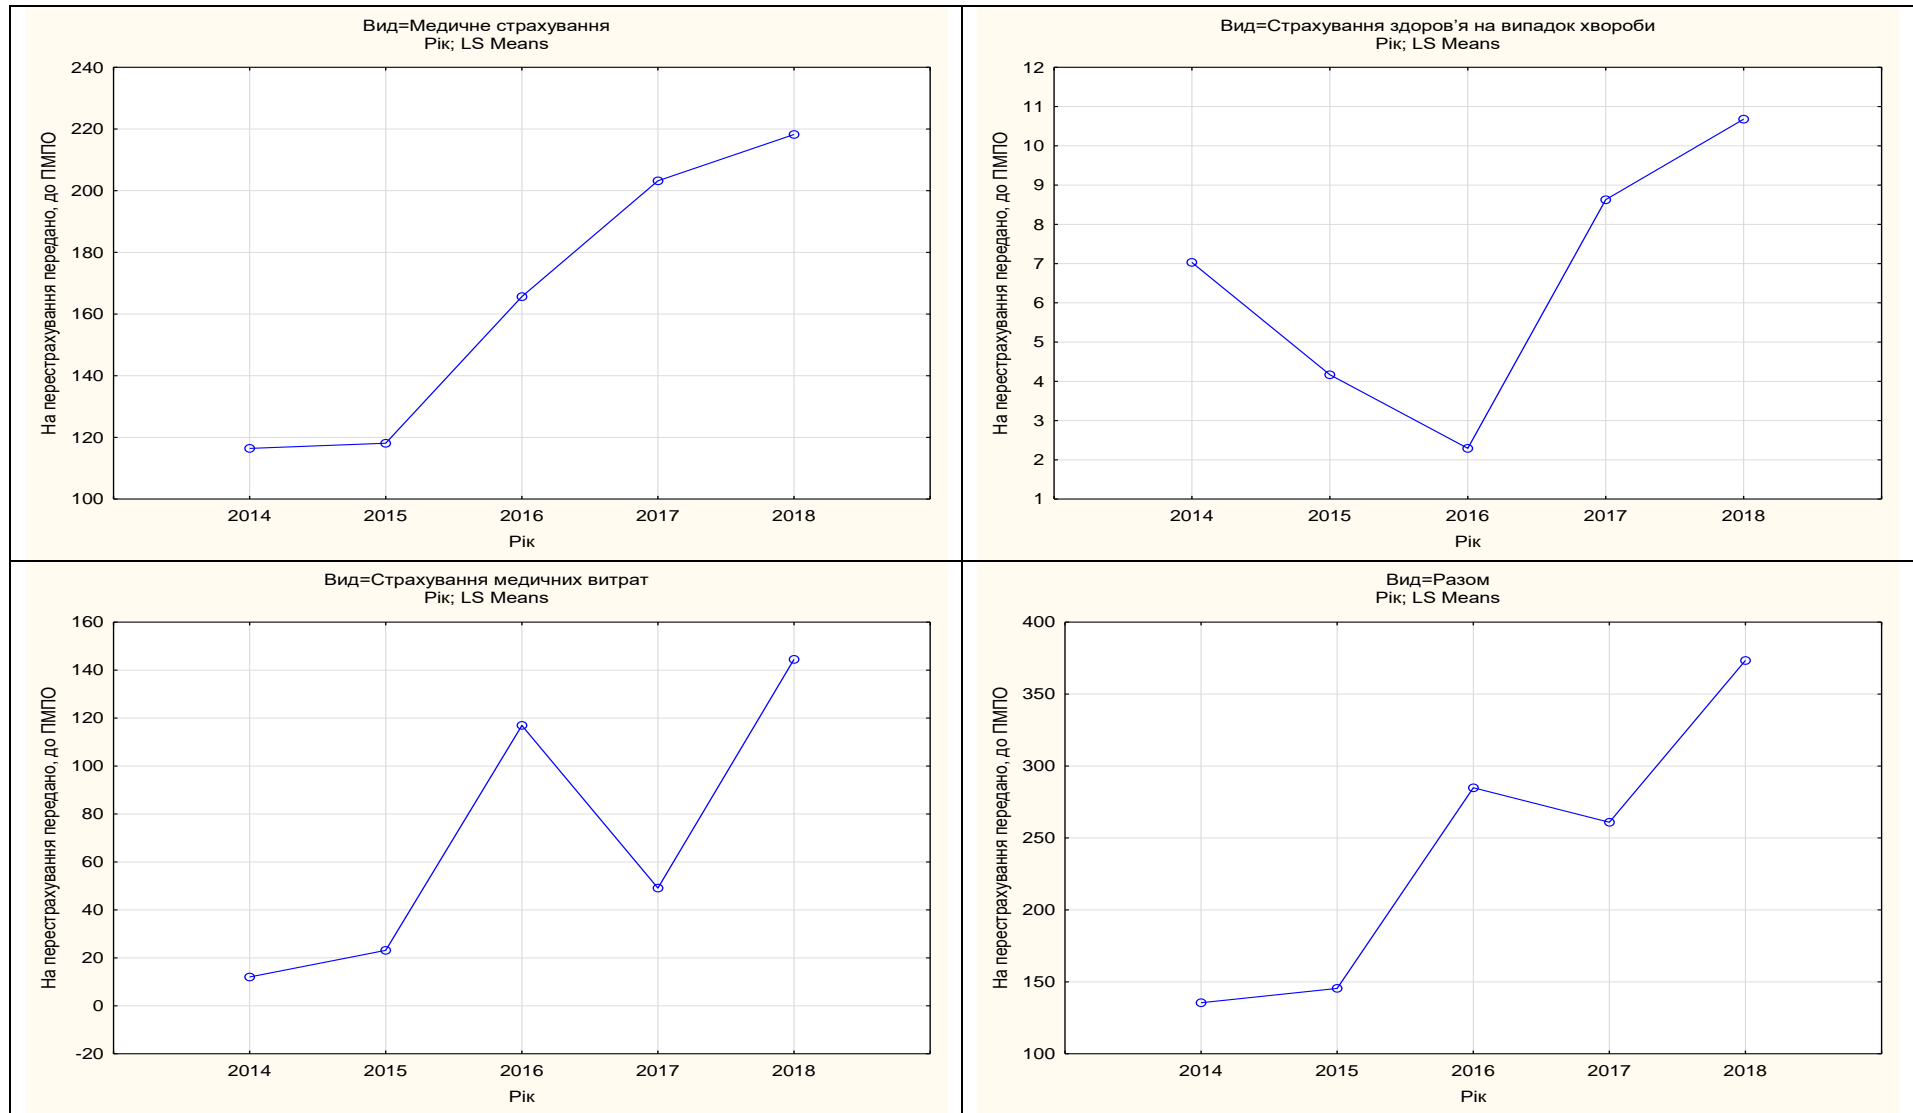 Вид=Медичне страхування
Рік; LS Means
240
220
200
180
160
140
120
100
2014 2015 2016 2017 2018
Рік
На перестрахування передано, до ПМПО
Вид=Страхування здоров’я на випадок хвороби
Рік; LS Means
12
11
10
9
8
7
6
5
4
3
2
1
2014 2015 2016 2017 2018
Рік
На перестрахування передано, до ПМПО
Вид=Страхування медичних витрат
Рік; LS Means
160
140
120
100
80
60
40
20
0
-20
2014 2015 2016 2017 2018
Рік
На перестрахування передано, до ПМПО
Вид=Разом
Рік; LS Means
400
350
300
250
200
150
100
2014 2015 2016 2017 2018
Рік
На перестрахування передано, до ПМПО